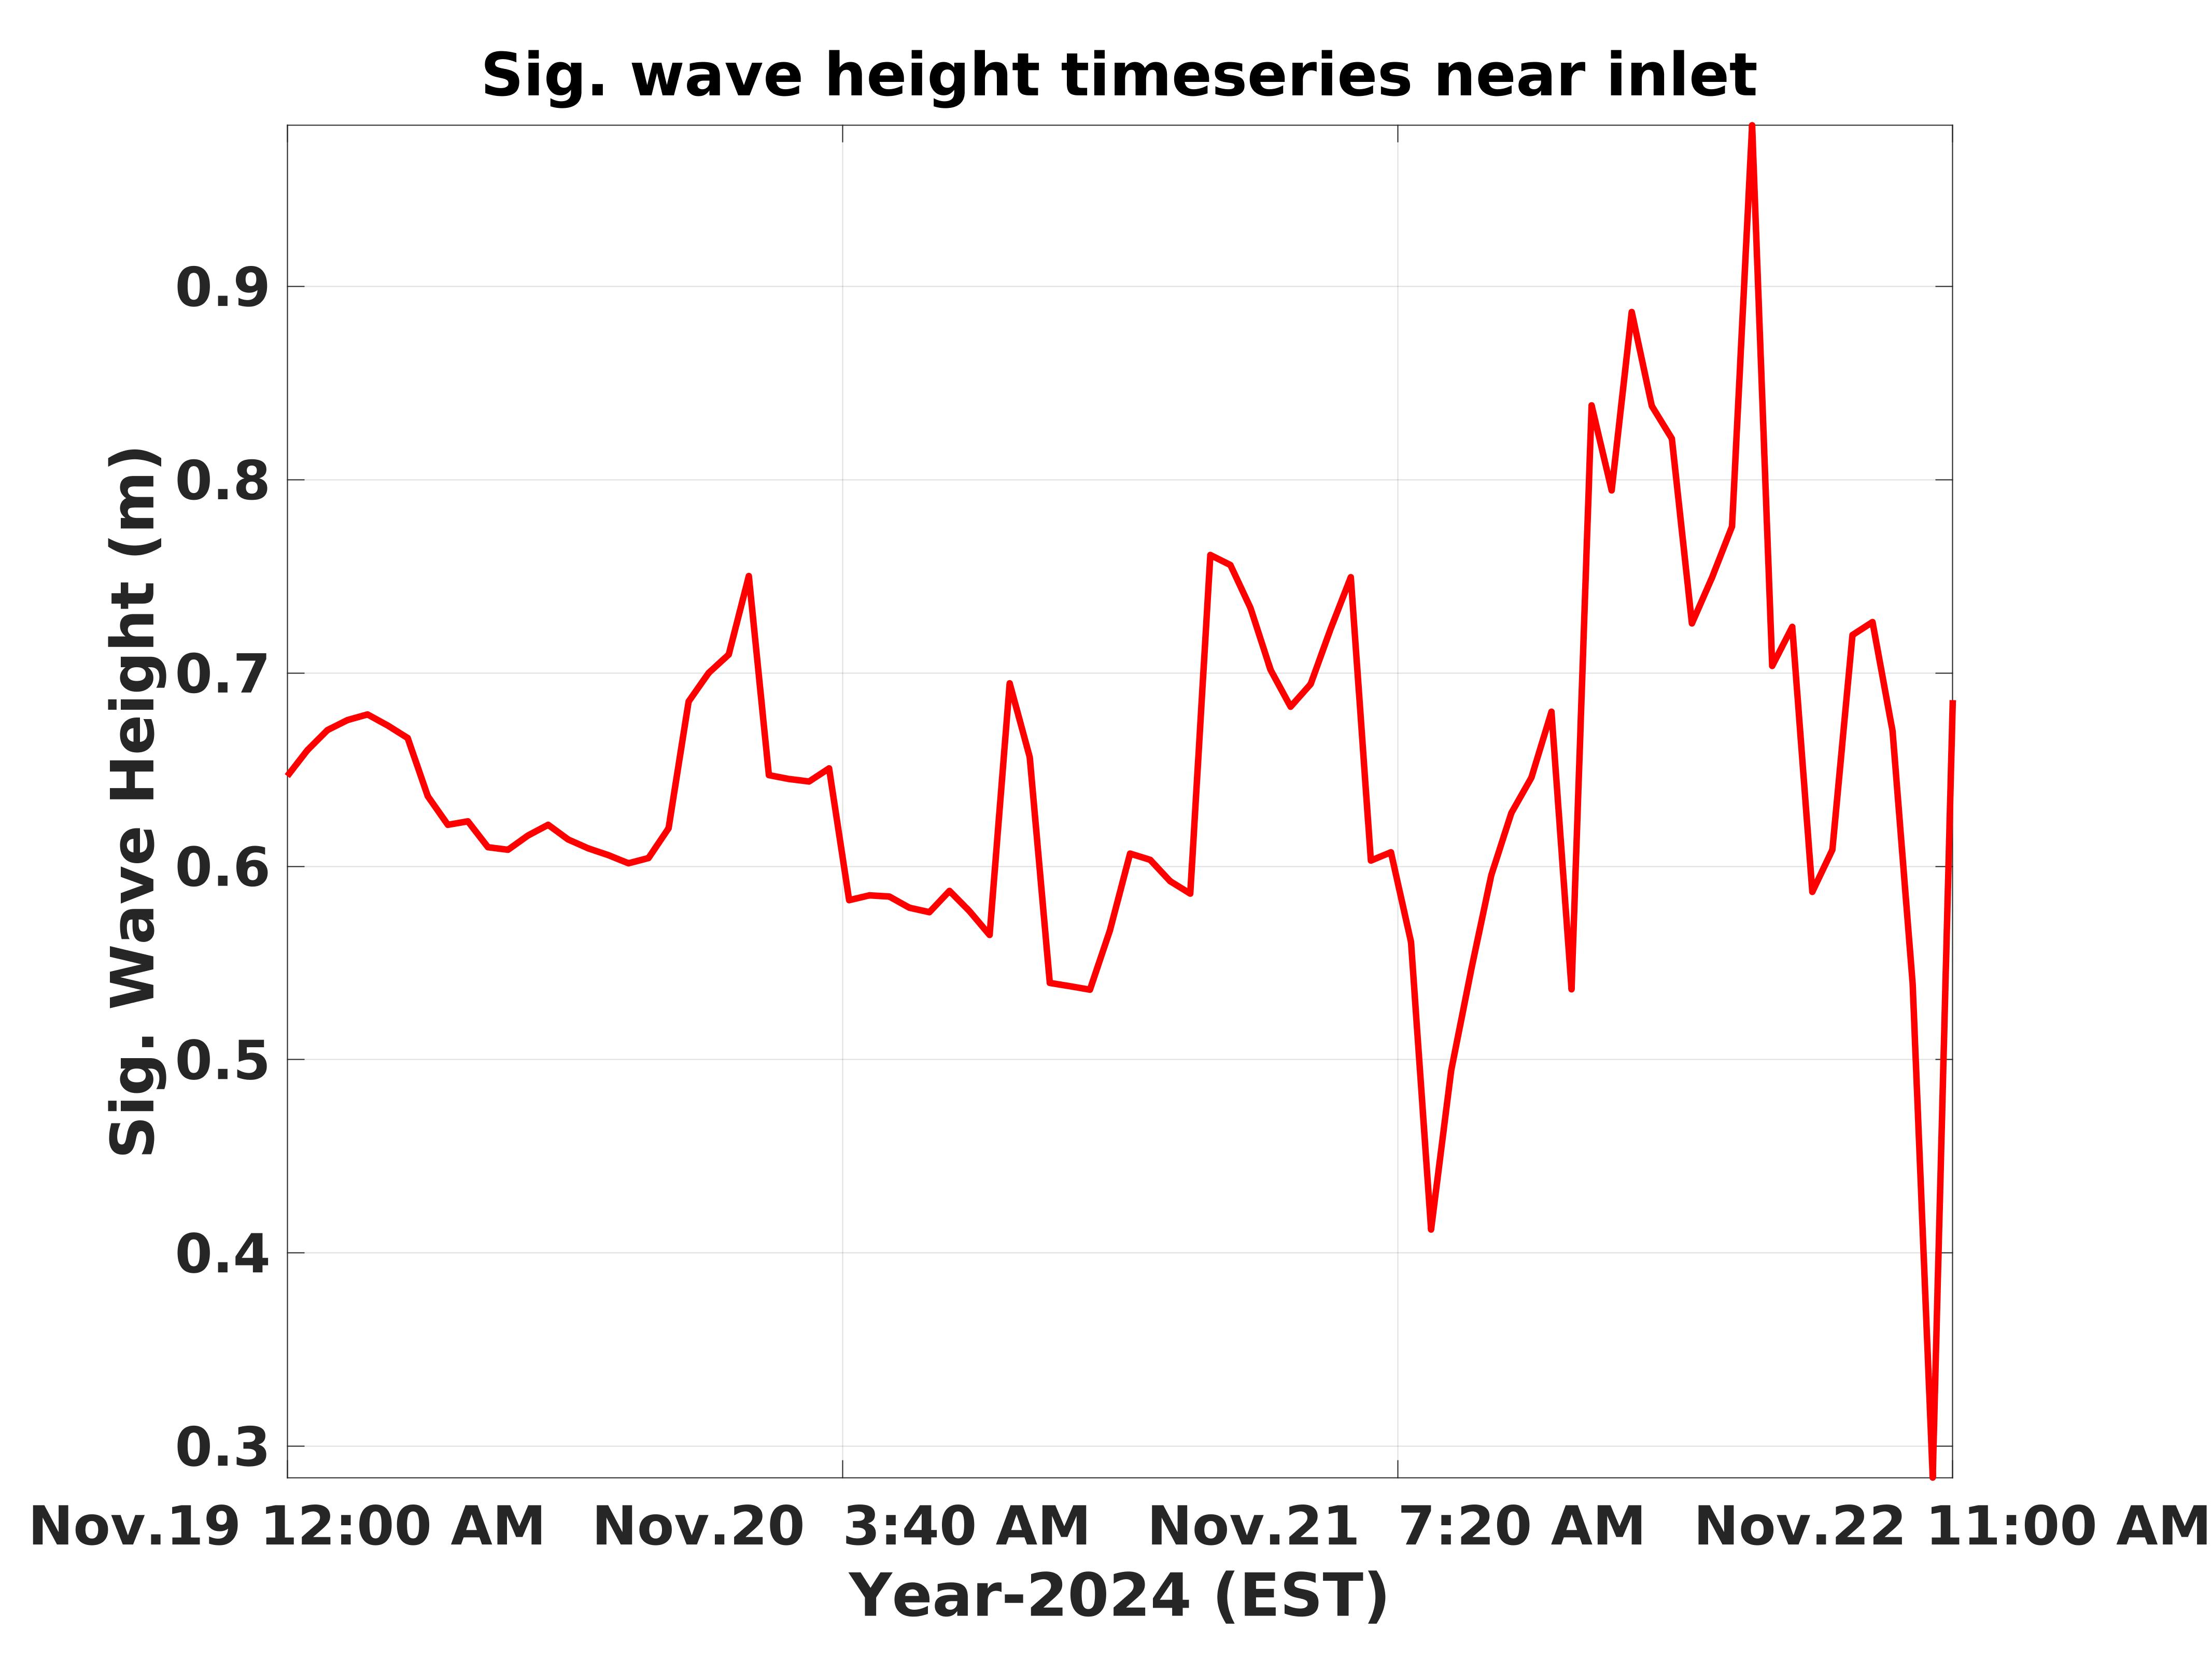 Sig. wave height timeseries near inlet
Sig. Wave Height (m)
0.9
0.8
0.7
0.6
0.5
0.4
0.3
Nov.19 12:00 AM Nov.20 3:40 AM Nov.21 7:20 AM Nov.22 11:00 AM
Year-2024 (EST)